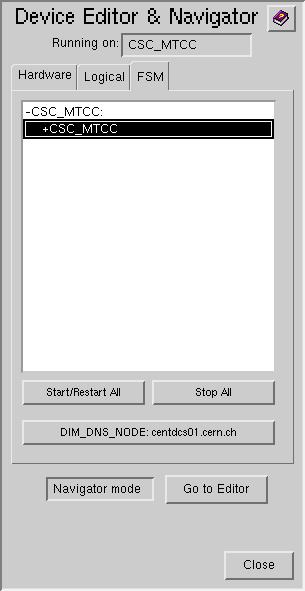 Device Editor & Navigator
Running on: CSC_MTCC
Hardware Logical FSM
-CSC_MTCC:
+CSC_MTCC
Start/Restart All Stop All
DIM_DNS_NODE: centdcs01.cern.ch
Navigator mode Go to Editor
Close